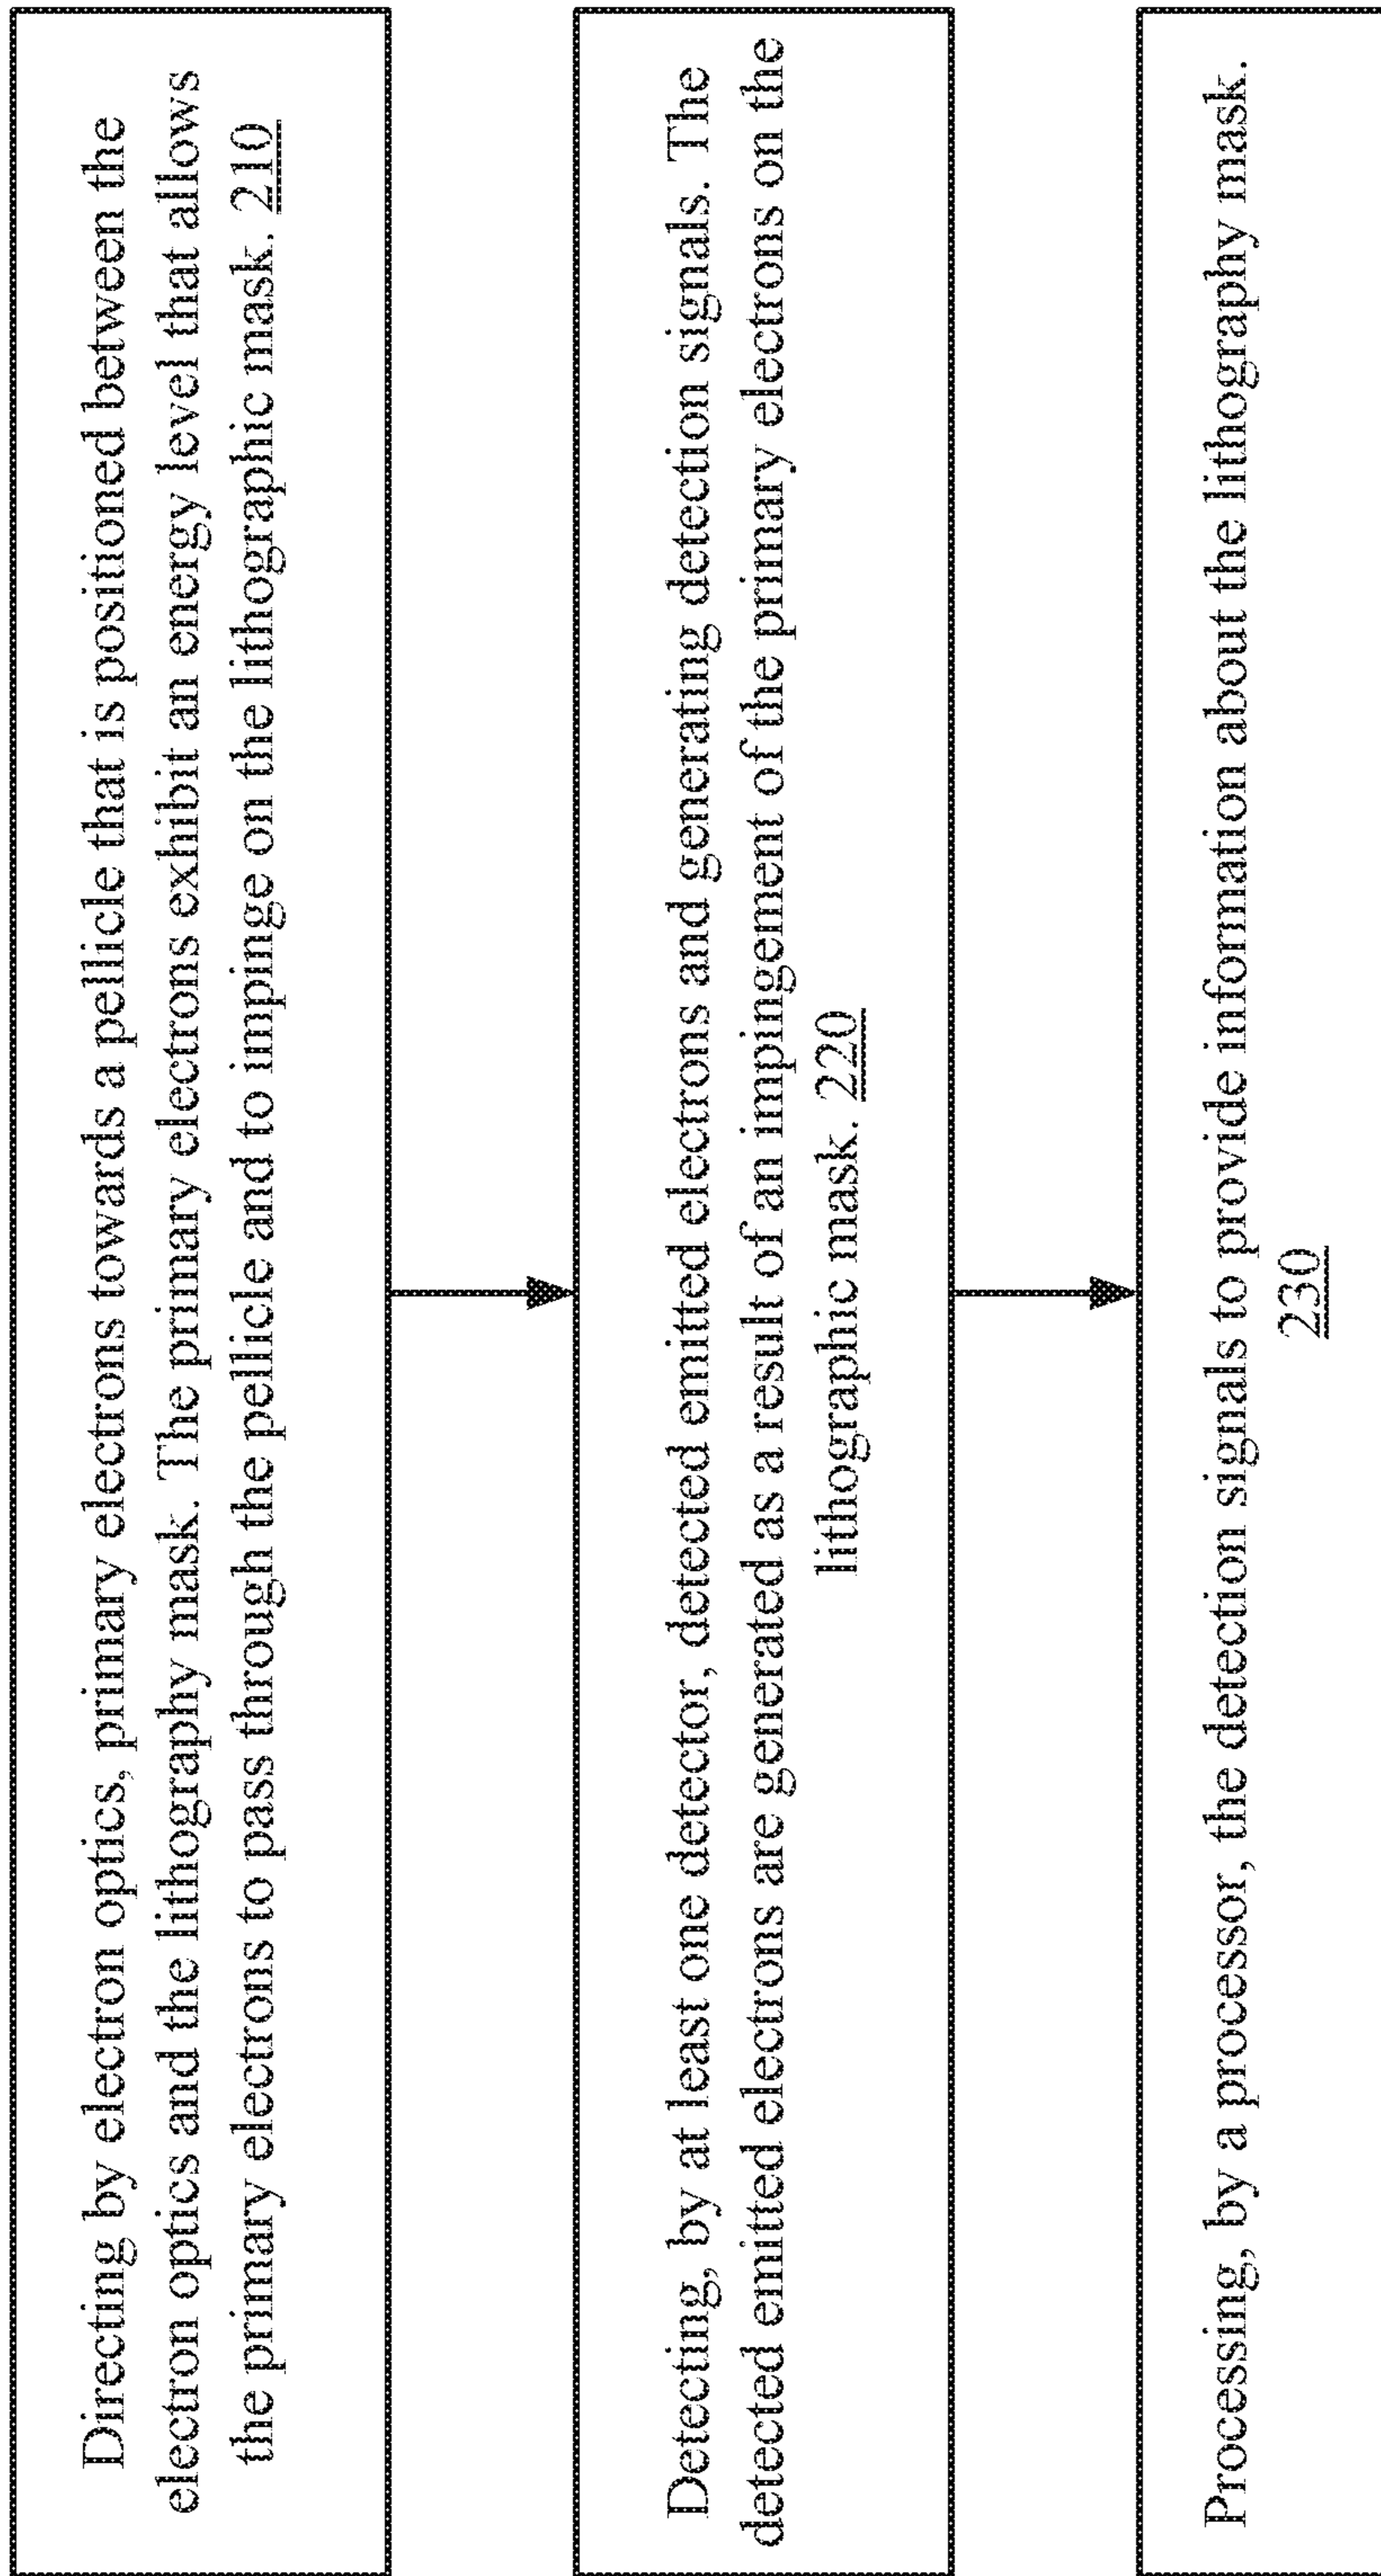 Directing by electron optics, primary electrons towards a pellicle that is positioned between the
electron optics and the lithography mask. The primary electrons exhibit an energy level that allows
the primary electrons to pass through the pellicle and to impinge on the lithographic mask. 210
Detecting, by at least one detector, detected emitted electrons and generating detection signals. The
detected emitted electrons are generated as a result of an impingement of the primary electrons on the
lithographic mask. 220
Processing, by a processor, the detection signals to provide information about the lithography mask.
230